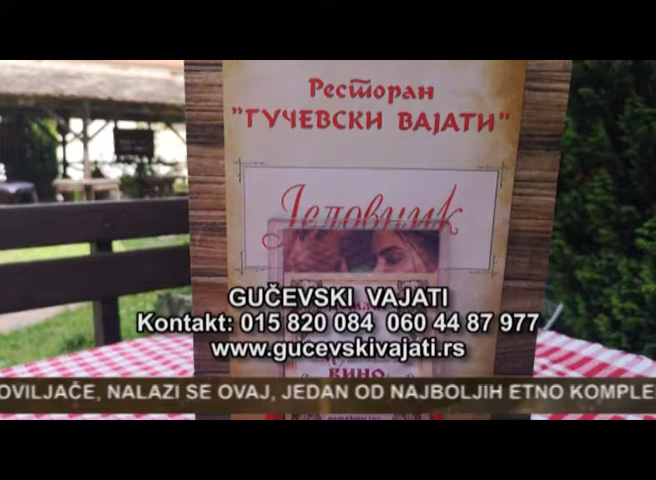 Ресторан
"ГУЧЕВСКИ ВАЈАТИ"
Јеловник
GUČEVSKI VAJATI
Kontakt: 015 820 084 060 44 87 977
www.gucevskivajati.rs
ВИНО
OVILJAČE, NALAZI SE OVAJ, JEDAN OD NAJBOLJIH ETNO KOMPLE